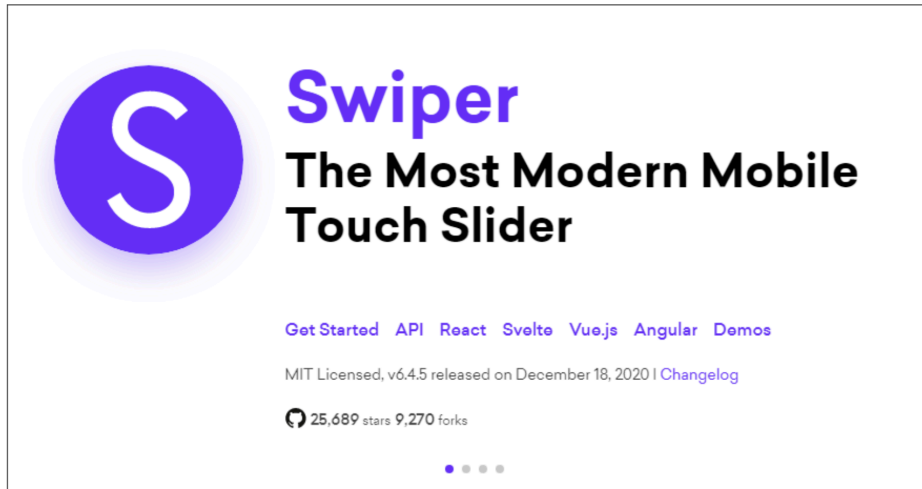 S
Swiper
The Most Modern Mobile
Touch Slider
Get Started API React Svelte Vue.js Angular Demos
MIT Licensed, v6.4.5 released on December 18, 2020 | Changelog
25,689 stars 9,270 forks